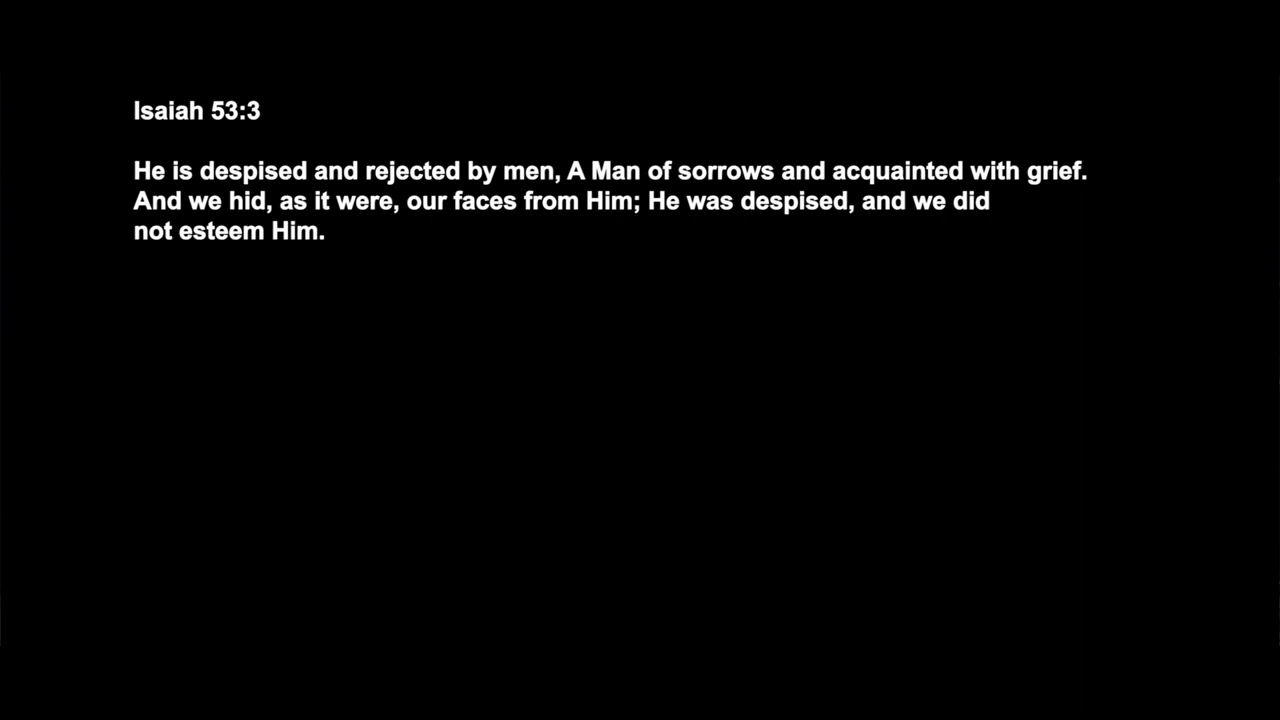 Isaiah 53:3
He is despised and rejected by men, A Man of sorrows and acquainted with grief.
And we hid, as it were, our faces from Him; He was despised, and we did
not esteem Him.